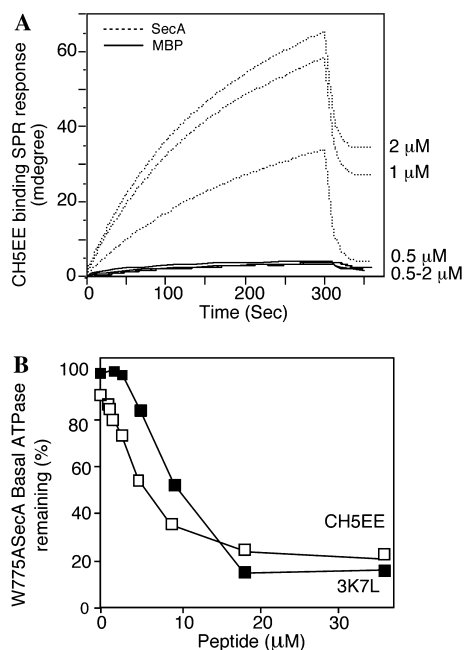 A
SecA
MBP
CH5EE binding SPR response
(mdegree)
60
40
20
0
2 µM
1 µM
0.5 µM
0.5-2 µM
0
100
200
300
Time (Sec)
B
W775ASecA Basal ATPase
remaining (%)
100
80
60
40
20
0
CH5EE
3K7L
0
10
20
30
Peptide (µM)